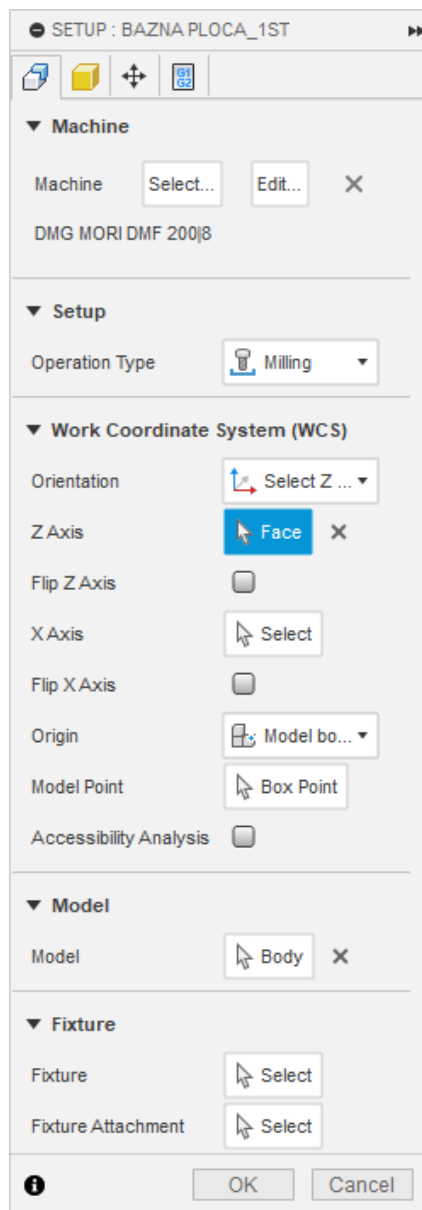 SETUP : BAZNA PLOCA_1ST
G1
G2
Machine
Machine Select... Edit...
DMG MORI DMF 200|8
Setup
Operation Type Milling
Work Coordinate System (WCS)
Orientation Select Z ...
Z Axis Face
Flip Z Axis
X Axis Select
Flip X Axis
Origin Model bo...
Model Point Box Point
Accessibility Analysis
Model
Model Body
Fixture
Fixture Select
Fixture Attachment Select
OK Cancel